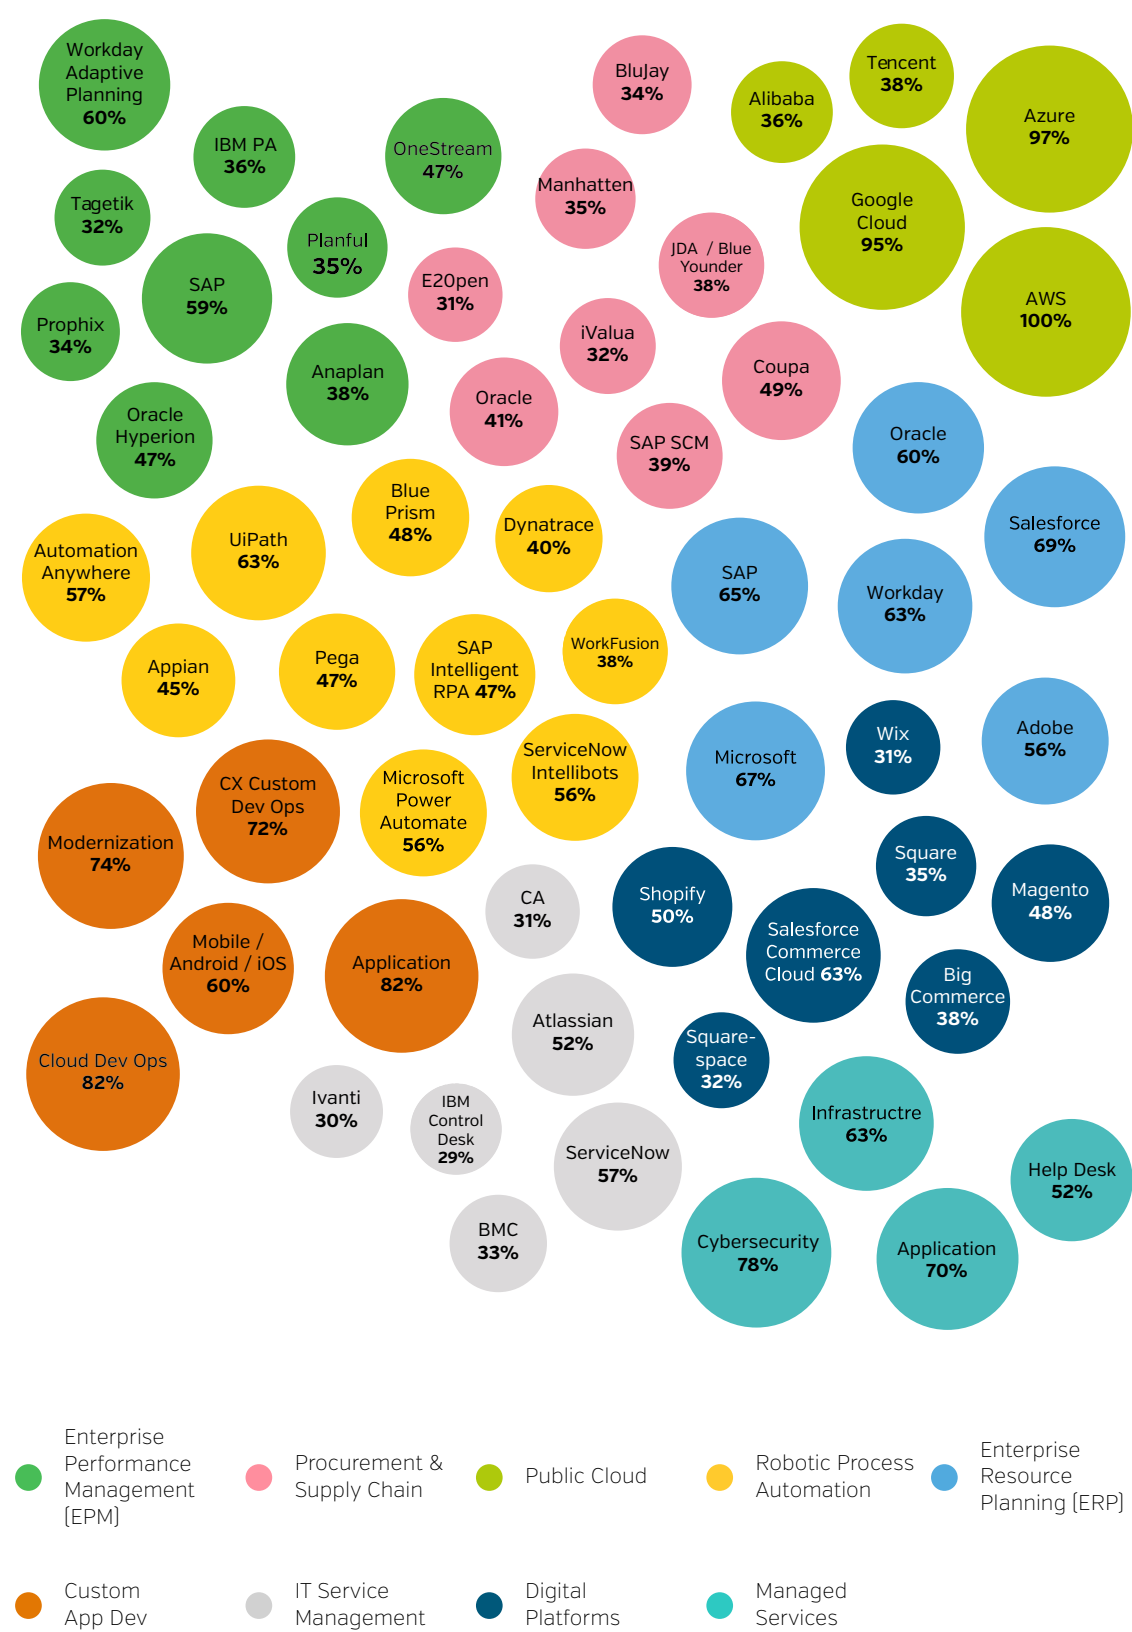 Workday
Adaptive
Planning
60%
IBM PA
36%
OneStream
47%
Tagetik
32%
Planful
35%
SAP
59%
Prophix
34%
Anaplan
38%
Oracle
Hyperion
47%
BluJay
34%
Manhatten
35%
JDA / Blue
Younder
38%
E20pen
31%
iValua
32%
Coupa
49%
Oracle
41%
SAP SCM
39%
Tencent
38%
Alibaba
36%
Azure
97%
Google
Cloud
95%
AWS
100%
Oracle
60%
Salesforce
69%
SAP
65%
Workday
63%
Microsoft
67%
Adobe
56%
Blue
Prism
48%
UiPath
63%
Dynatrace
40%
Automation
Anywhere
57%
Appian
45%
Pega
47%
SAP
Intelligent
RPA 47%
WorkFusion
38%
ServiceNow
Intellibots
56%
Microsoft
Power
Automate
56%
CX Custom
Dev Ops
72%
Modernization
74%
Mobile /
Android / iOS
60%
Application
82%
Cloud Dev Ops
82%
CA
31%
Atlassian
52%
Ivanti
30%
IBM
Control
Desk
29%
ServiceNow
57%
BMC
33%
Wix
31%
Square
35%
Shopify
50%
Magento
48%
Salesforce
Commerce
Cloud 63%
Big
Commerce
38%
Square-
space
32%
Infrastructre
63%
Help Desk
52%
Cybersecurity
78%
Application
70%
Enterprise
Performance
Management
(EPM)
Procurement &
Supply Chain
Public Cloud
Robotic Process
Automation
Enterprise
Resource
Planning (ERP)
Custom
App Dev
IT Service
Management
Digital
Platforms
Managed
Services